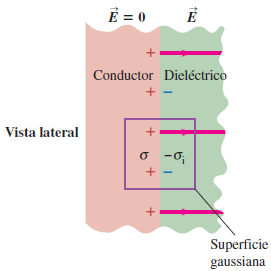 E⃗ = 0 E⃗
Conductor Dieléctrico
+
+ −
Vista lateral
+
σ −σᵢ
+ −
+
Superficie
gaussiana